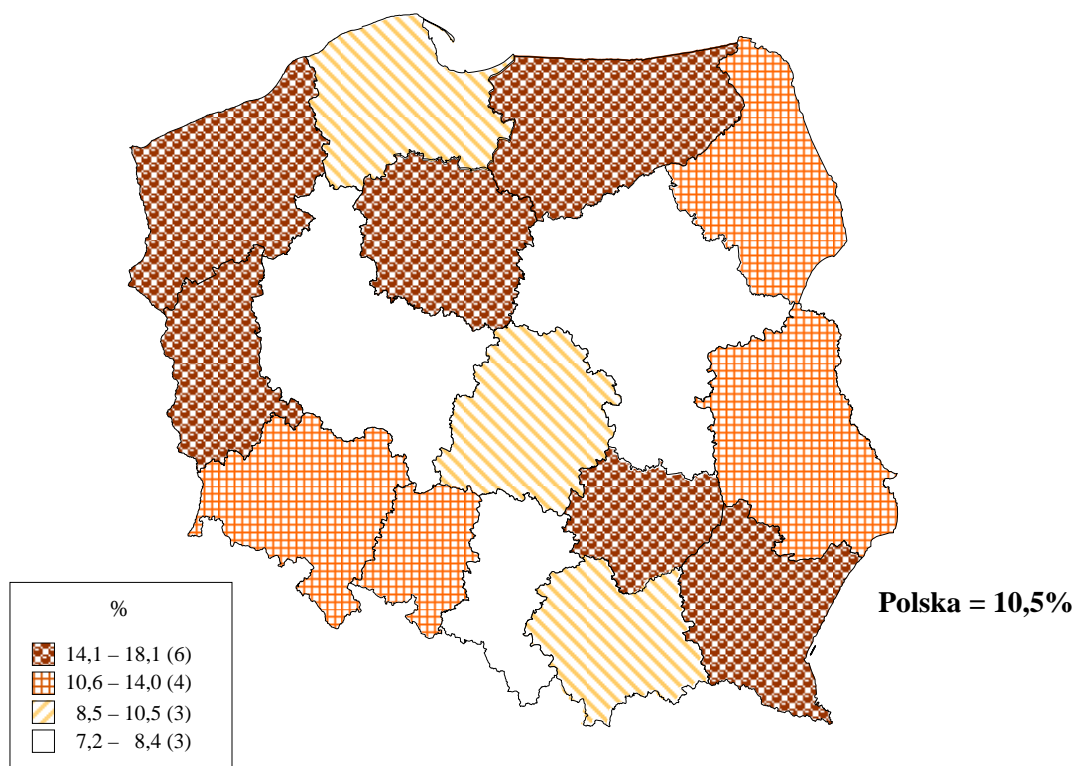 Polska = 10,5%
%
14,1 – 18,1 (6)
10,6 – 14,0 (4)
8,5 – 10,5 (3)
7,2 – 8,4 (3)